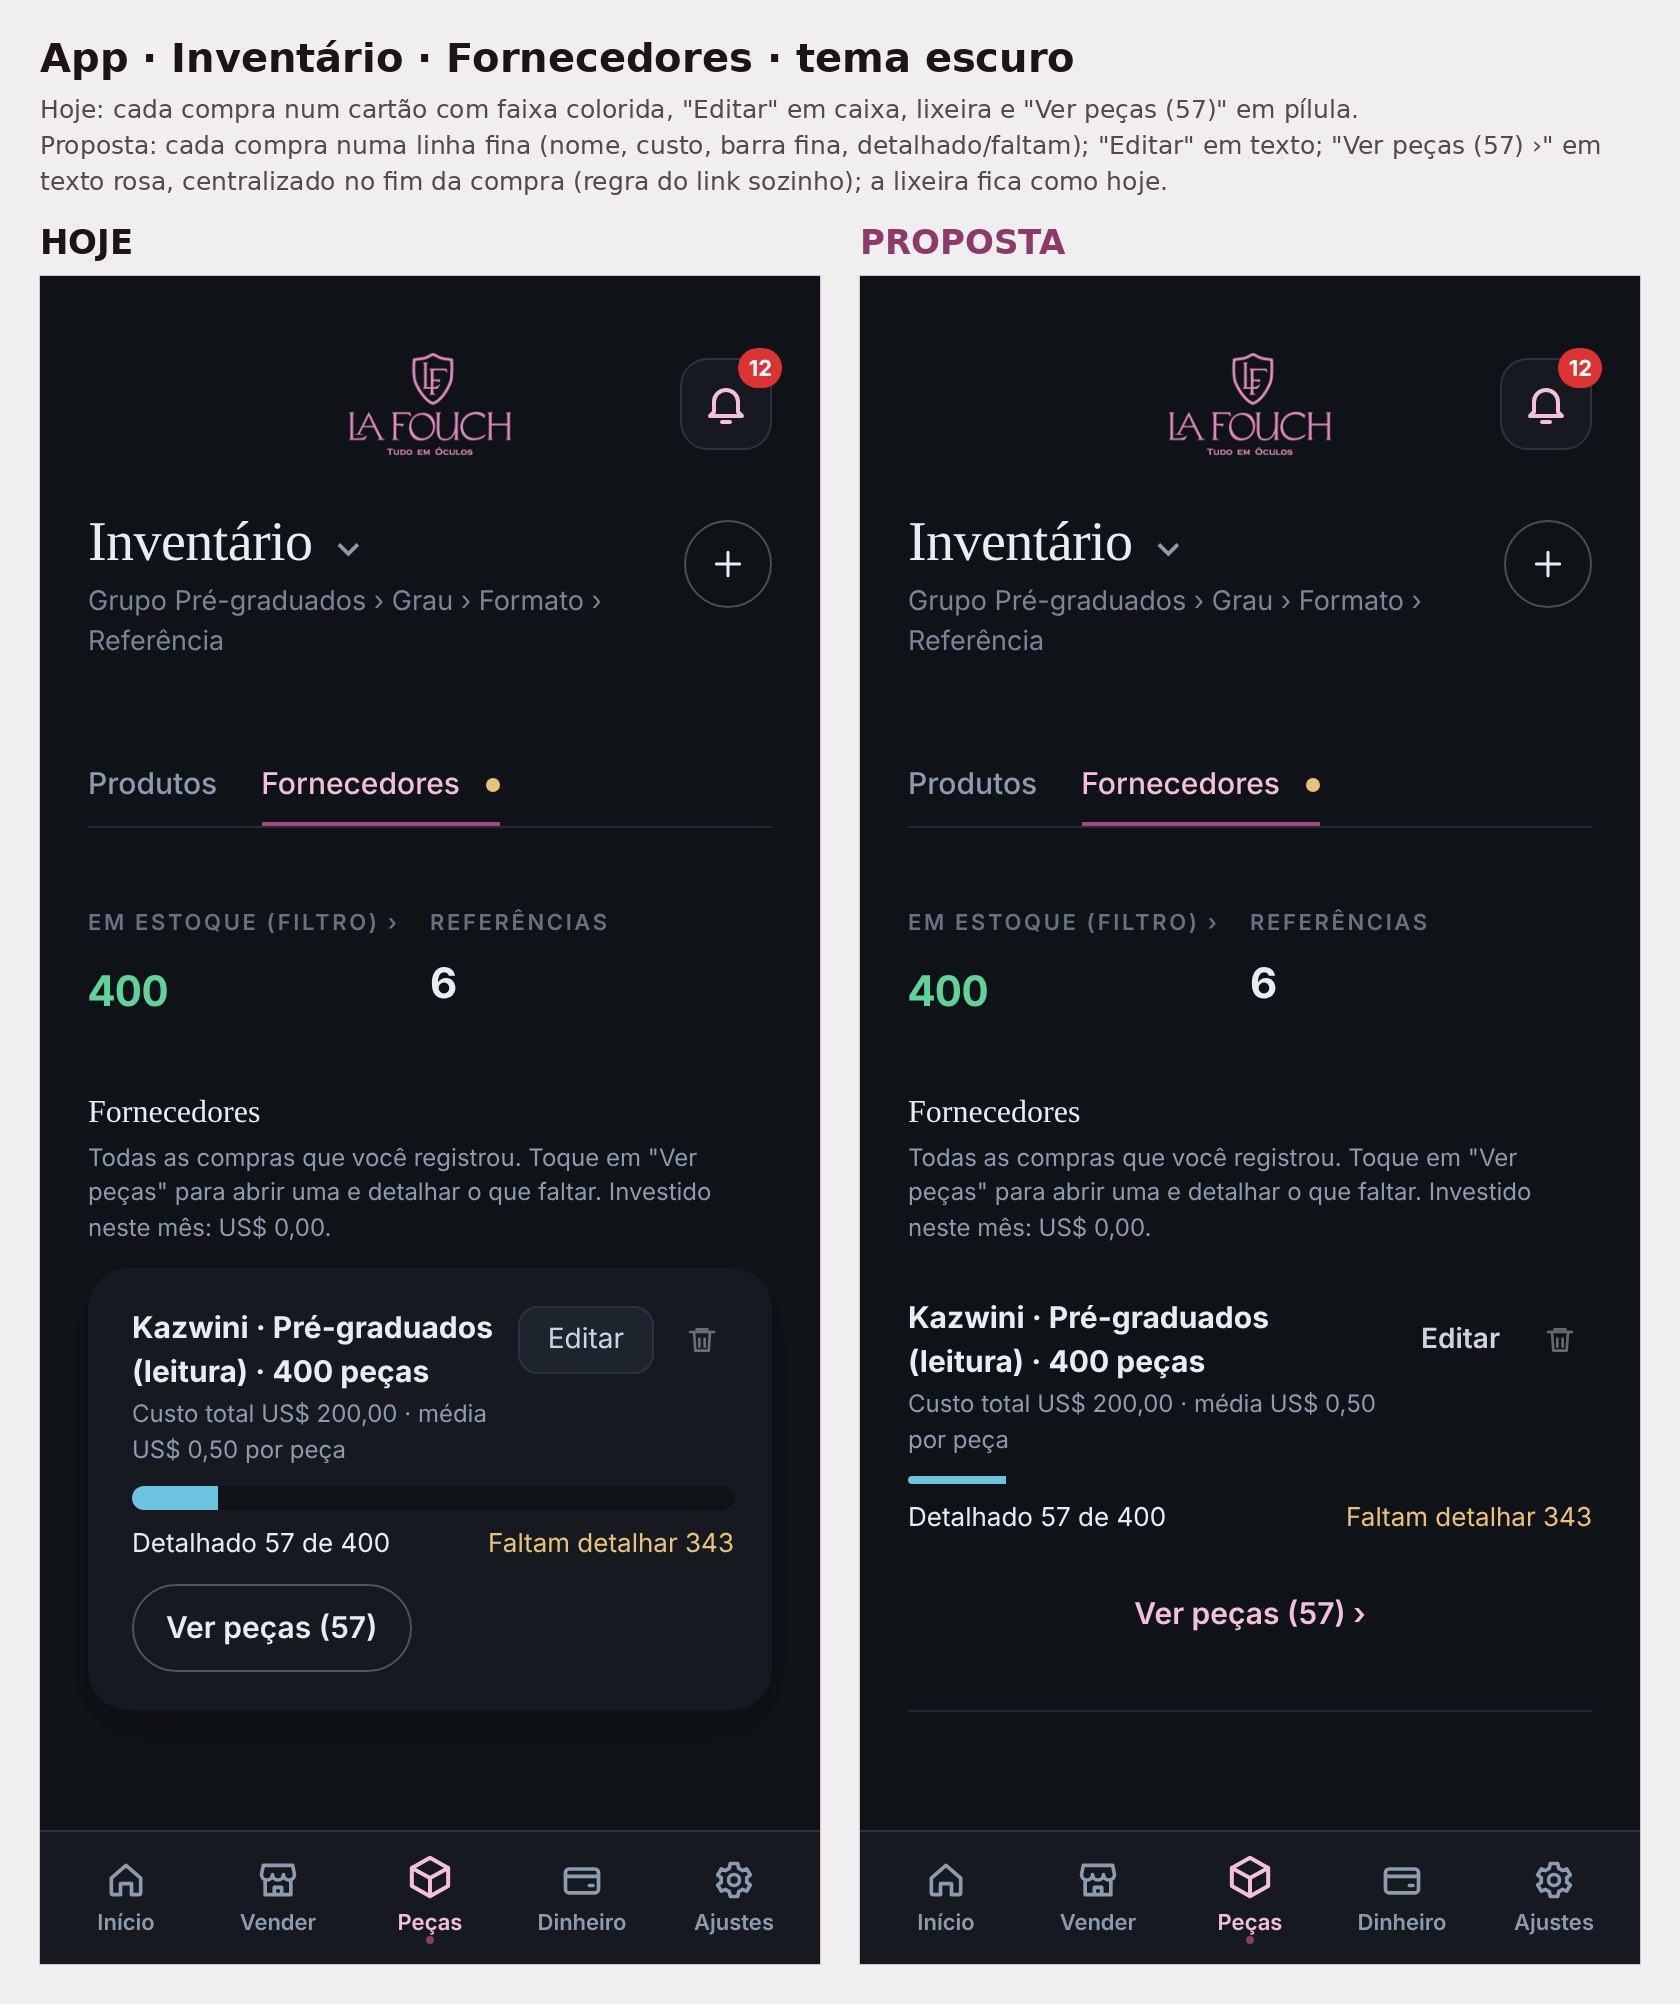 App · Inventário · Fornecedores · tema escuro
Hoje: cada compra num cartão com faixa colorida, "Editar" em caixa, lixeira e "Ver peças (57)" em pílula.
Proposta: cada compra numa linha fina (nome, custo, barra fina, detalhado/faltam); "Editar" em texto; "Ver peças (57) ›" em
texto rosa, centralizado no fim da compra (regra do link sozinho); a lixeira fica como hoje.
HOJE
LF
LA FOUCH
TUDO EM ÓCULOS
12
Inventário
Grupo Pré-graduados › Grau › Formato ›
Referência
Produtos Fornecedores
EM ESTOQUE (FILTRO) › REFERÊNCIAS
400 6
Fornecedores
Todas as compras que você registrou. Toque em "Ver
peças" para abrir uma e detalhar o que faltar. Investido
neste mês: US$ 0,00.
Kazwini · Pré-graduados
(leitura) · 400 peças
Editar
Custo total US$ 200,00 · média
US$ 0,50 por peça
Detalhado 57 de 400 Faltam detalhar 343
Ver peças (57)
Início Vender Peças Dinheiro Ajustes
PROPOSTA
LF
LA FOUCH
TUDO EM ÓCULOS
12
Inventário
Grupo Pré-graduados › Grau › Formato ›
Referência
Produtos Fornecedores
EM ESTOQUE (FILTRO) › REFERÊNCIAS
400 6
Fornecedores
Todas as compras que você registrou. Toque em "Ver
peças" para abrir uma e detalhar o que faltar. Investido
neste mês: US$ 0,00.
Kazwini · Pré-graduados
(leitura) · 400 peças
Editar
Custo total US$ 200,00 · média US$ 0,50
por peça
Detalhado 57 de 400 Faltam detalhar 343
Ver peças (57) ›
Início Vender Peças Dinheiro Ajustes